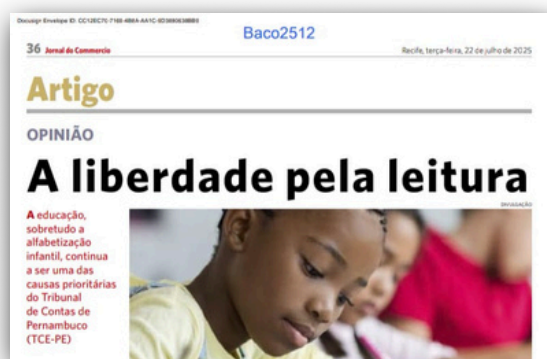 Baco2512
36 Jornal do Commercio
Recife, terça-feira, 22 de julho de 2025
Artigo
OPINIÃO
A liberdade pela leitura
DIVULGAÇÃO
A educação,
sobretudo a
alfabetização
infantil, continua
a ser uma das
causas prioritárias
do Tribunal
de Contas de
Pernambuco
(TCE-PE)